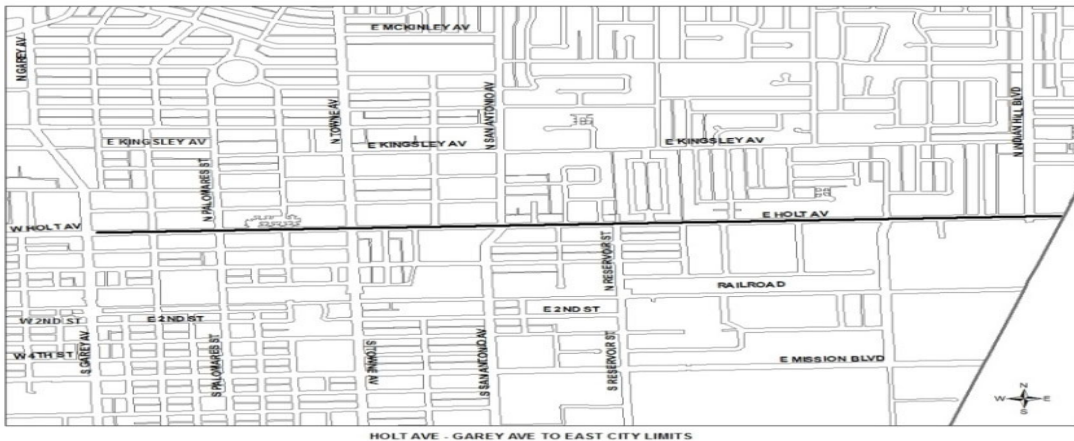 E MCKINLEY AV
N GAREY AV
N TOWNE AV
N SAN ANTONIO AV
N INDIAN HILL BLVD
E KINGSLEY AV
E KINGSLEY AV
E KINGSLEY AV
N PALOMARES ST
W HOLT AV
E HOLT AV
N RESERVOIR ST
RAILROAD
W 2ND ST
E 2ND ST
E 2ND ST
W 4TH ST
S GAREY AV
S PALOMARES ST
S TOWNE AV
S SAN ANTONIO AV
S RESERVOIR ST
E MISSION BLVD
N
W E
S
HOLT AVE - GAREY AVE TO EAST CITY LIMITS